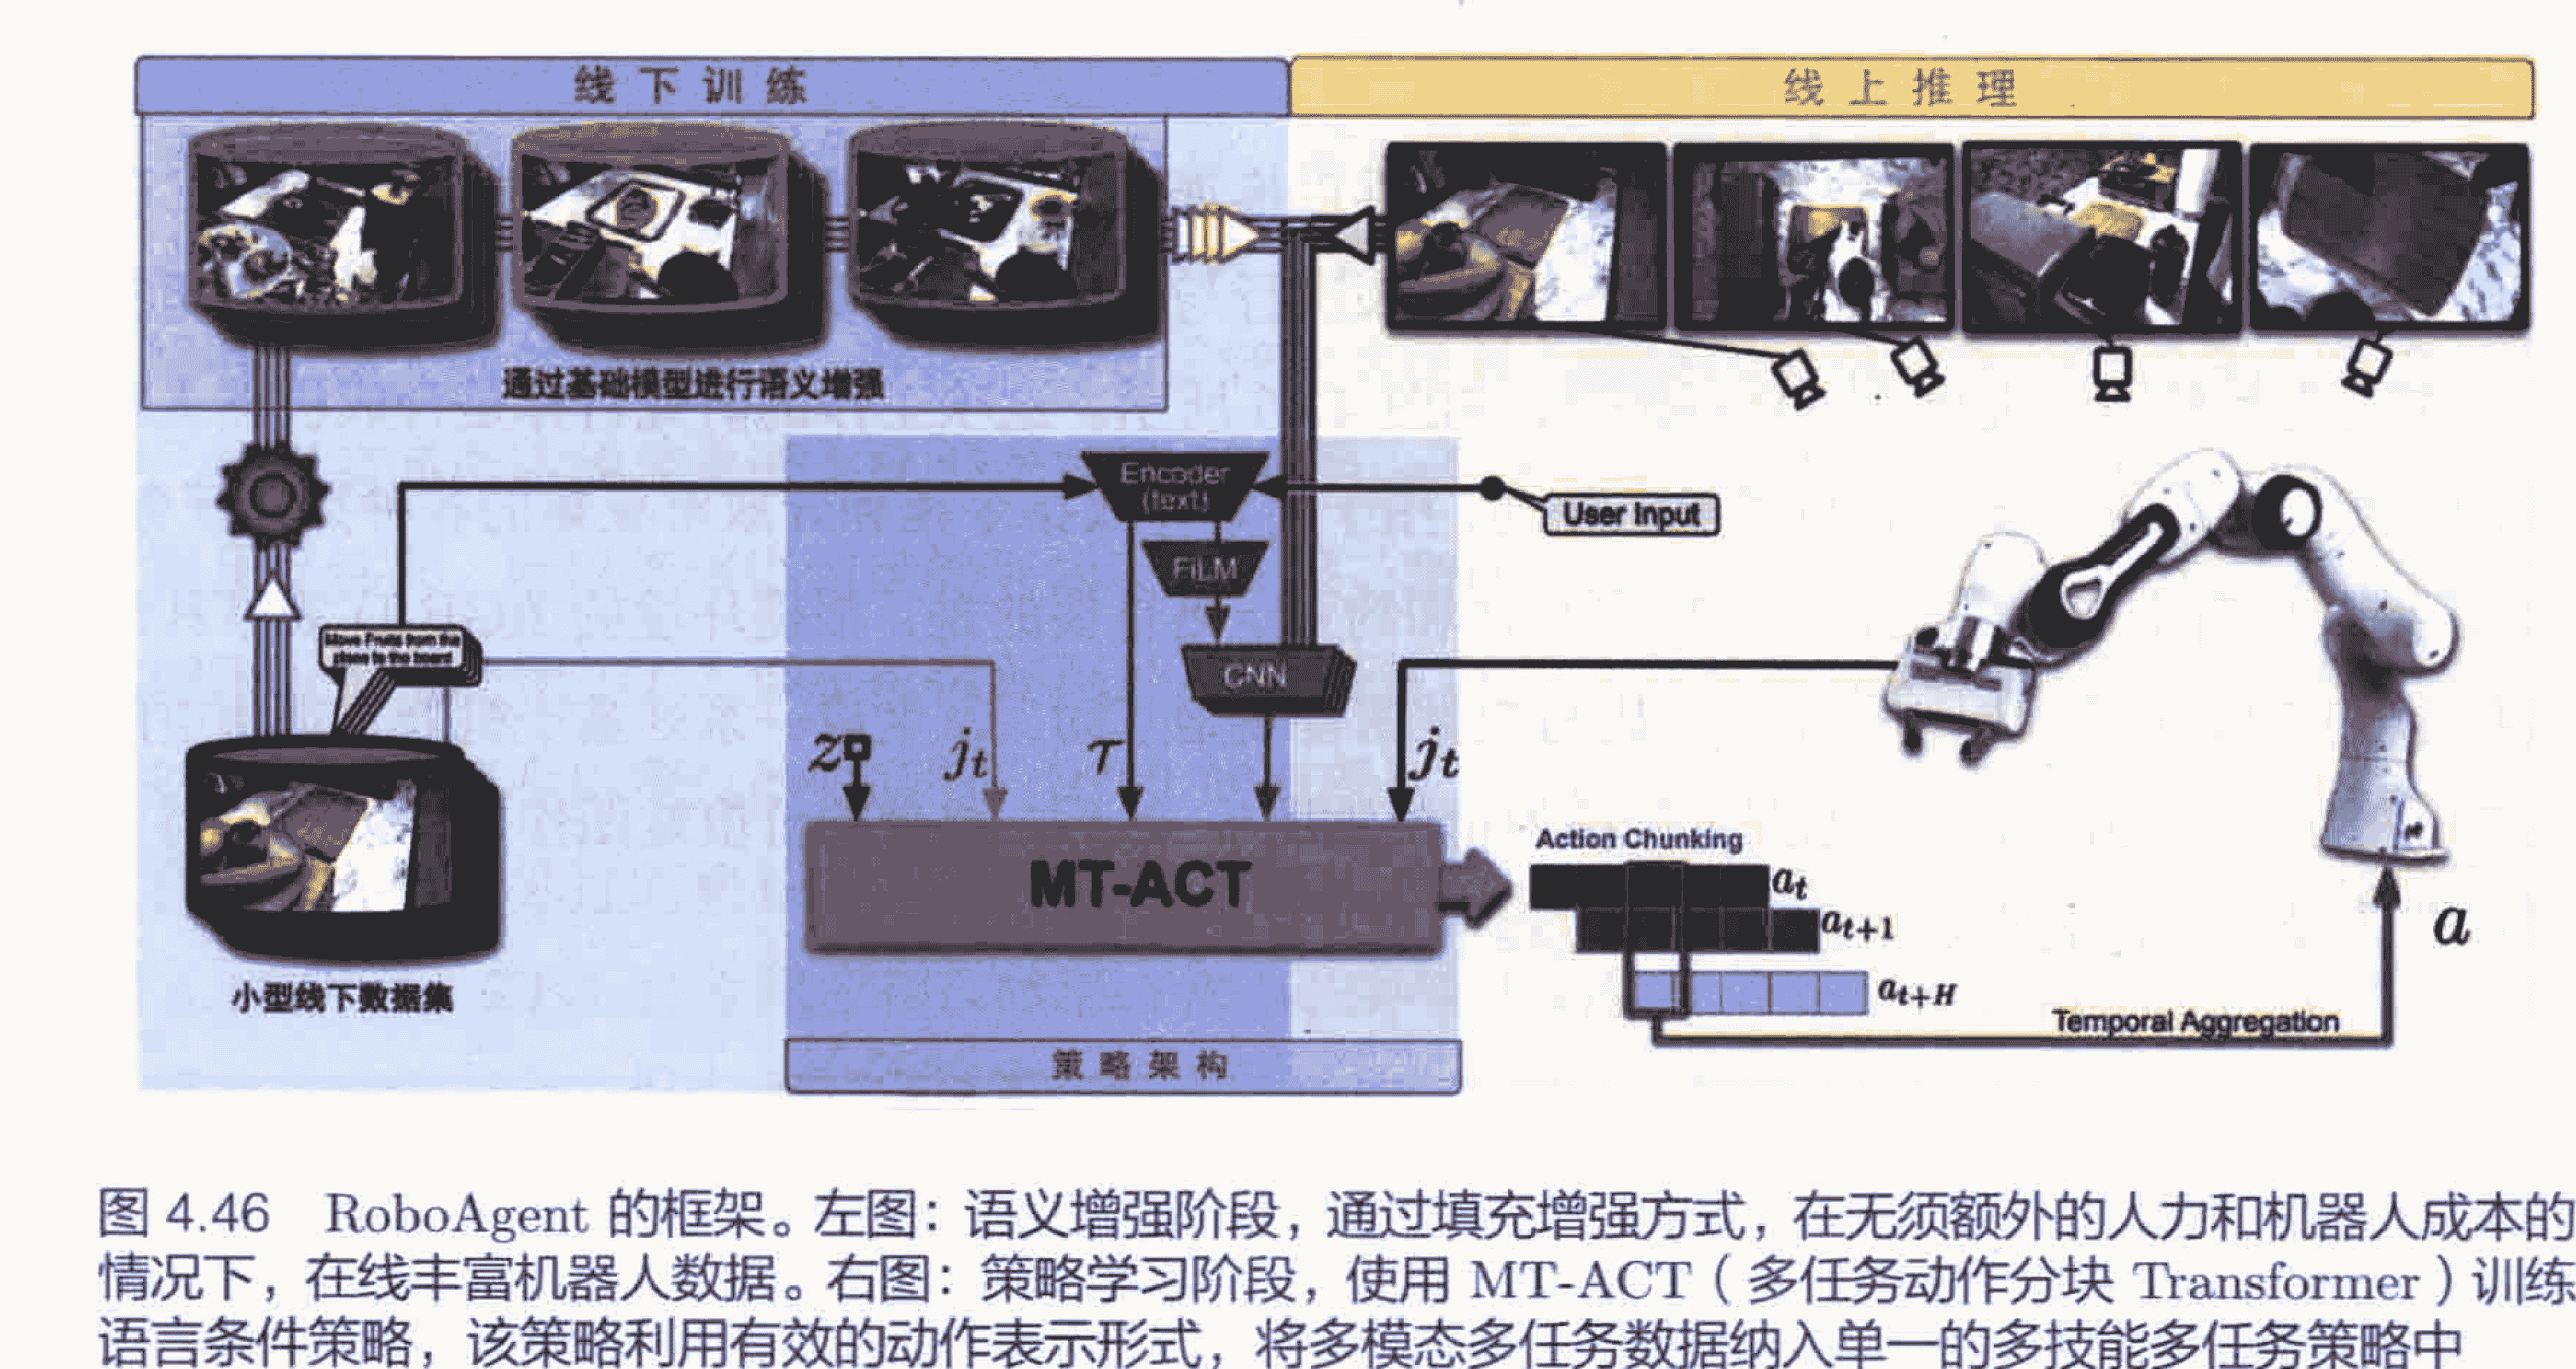 线下训练
线上推理
通过基础模型进行语义增强
Encoder
(text)
User Input
FiLM
Move Fruits from the
place to the board
CNN
z
j_t
τ
j_t
MT-ACT
Action Chunking
a_t
a_{t+1}
a_{t+H}
a
小型线下数据集
Temporal Aggregation
策略架构
图 4.46 RoboAgent 的框架。左图：语义增强阶段，通过填充增强方式，在无须额外的人力和机器人成本的
情况下，在线丰富机器人数据。右图：策略学习阶段，使用 MT-ACT（多任务动作分块 Transformer）训练
语言条件策略，该策略利用有效的动作表示形式，将多模态多任务数据纳入单一的多技能多任务策略中